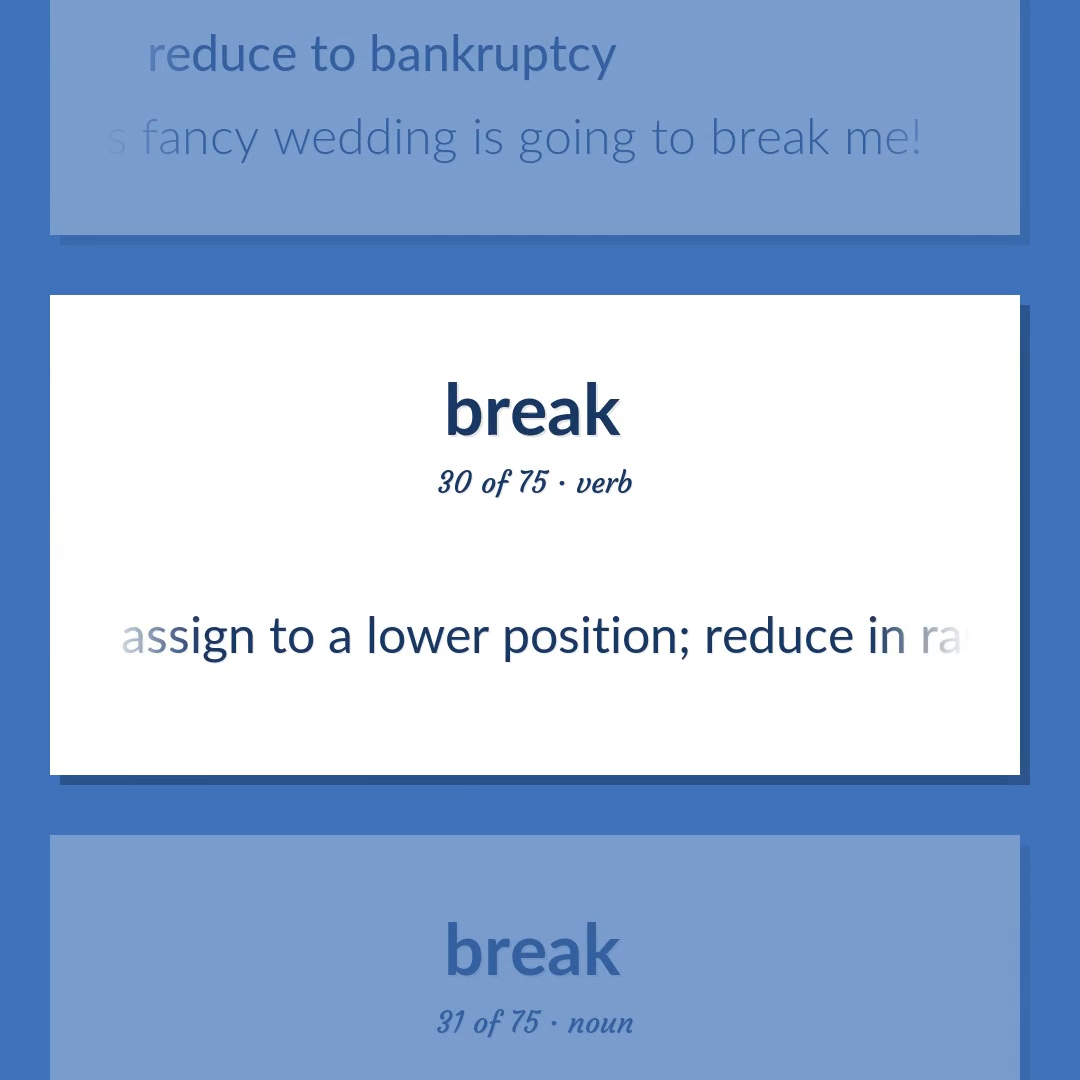 reduce to bankruptcy
fancy wedding is going to break me!
break
30 of 75 · verb
assign to a lower position; reduce in
break
31 of 75 · noun